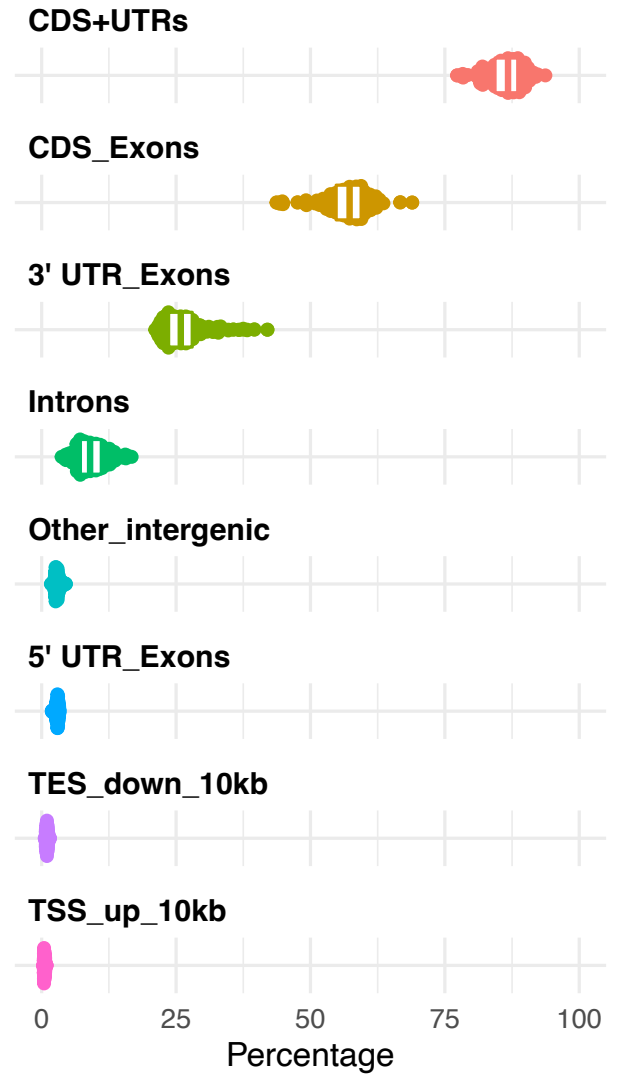 CDS+UTRs
CDS_Exons
3' UTR_Exons
Introns
Other_intergenic
5' UTR_Exons
TES_down_10kb
TSS_up_10kb
0 25 50 75 100
Percentage